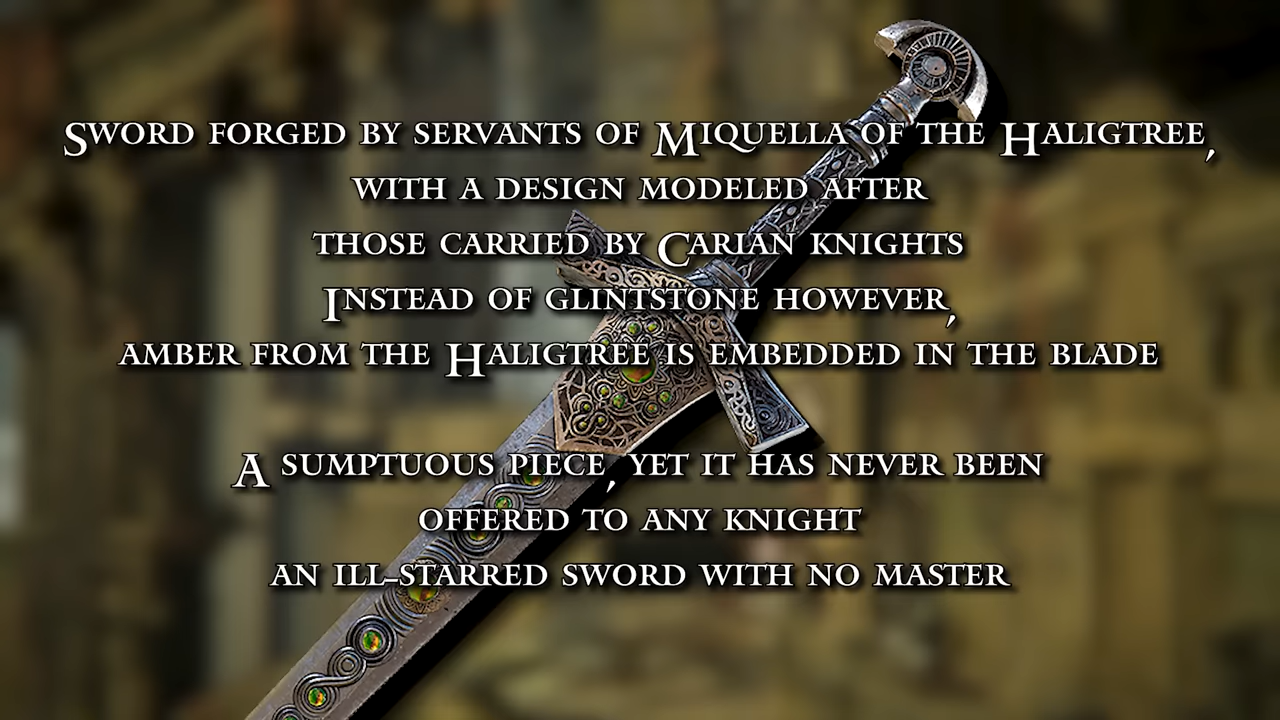 Sword forged by servants of Miquella of the Haligtree,
with a design modeled after
those carried by Carian knights
Instead of glintstone however,
amber from the Haligtree is embedded in the blade
A sumptuous piece, yet it has never been
offered to any knight
an ill-starred sword with no master